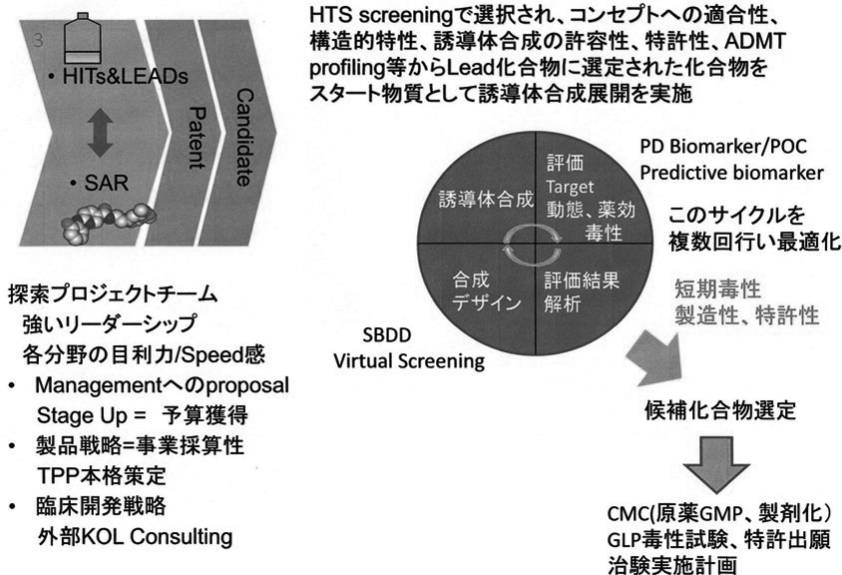 3
• HITs&LEADs
• SAR
Patent
Candidate
HTS screeningで選択され、コンセプトへの適合性、
構造的特性、誘導体合成の許容性、特許性、ADMT
profiling等からLead化合物に選定された化合物を
スタート物質として誘導体合成展開を実施
誘導体合成
評価
Target
動態、薬効
毒性
合成
デザイン
評価結果
解析
PD Biomarker/POC
Predictive biomarker
このサイクルを
複数回行い最適化
短期毒性
製造性、特許性
SBDD
Virtual Screening
候補化合物選定
CMC(原薬GMP、製剤化）
GLP毒性試験、特許出願
治験実施計画
探索プロジェクトチーム
強いリーダーシップ
各分野の目利力/Speed感
• Managementへのproposal
Stage Up = 予算獲得
• 製品戦略=事業採算性
TPP本格策定
• 臨床開発戦略
外部KOL Consulting